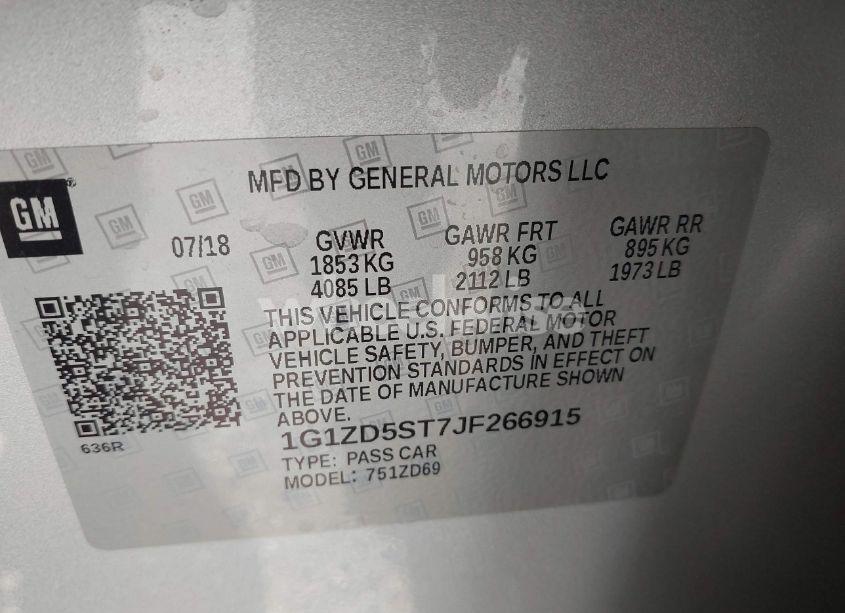 GM
MFD BY GENERAL MOTORS LLC
07/18
GVWR
1853 KG
4085 LB
GAWR FRT
958 KG
2112 LB
GAWR RR
895 KG
1973 LB
THIS VEHICLE CONFORMS TO ALL
APPLICABLE U.S. FEDERAL MOTOR
VEHICLE SAFETY, BUMPER, AND THEFT
PREVENTION STANDARDS IN EFFECT ON
THE DATE OF MANUFACTURE SHOWN
ABOVE.
1G1ZD5ST7JF266915
TYPE: PASS CAR
MODEL: 751ZD69
636R